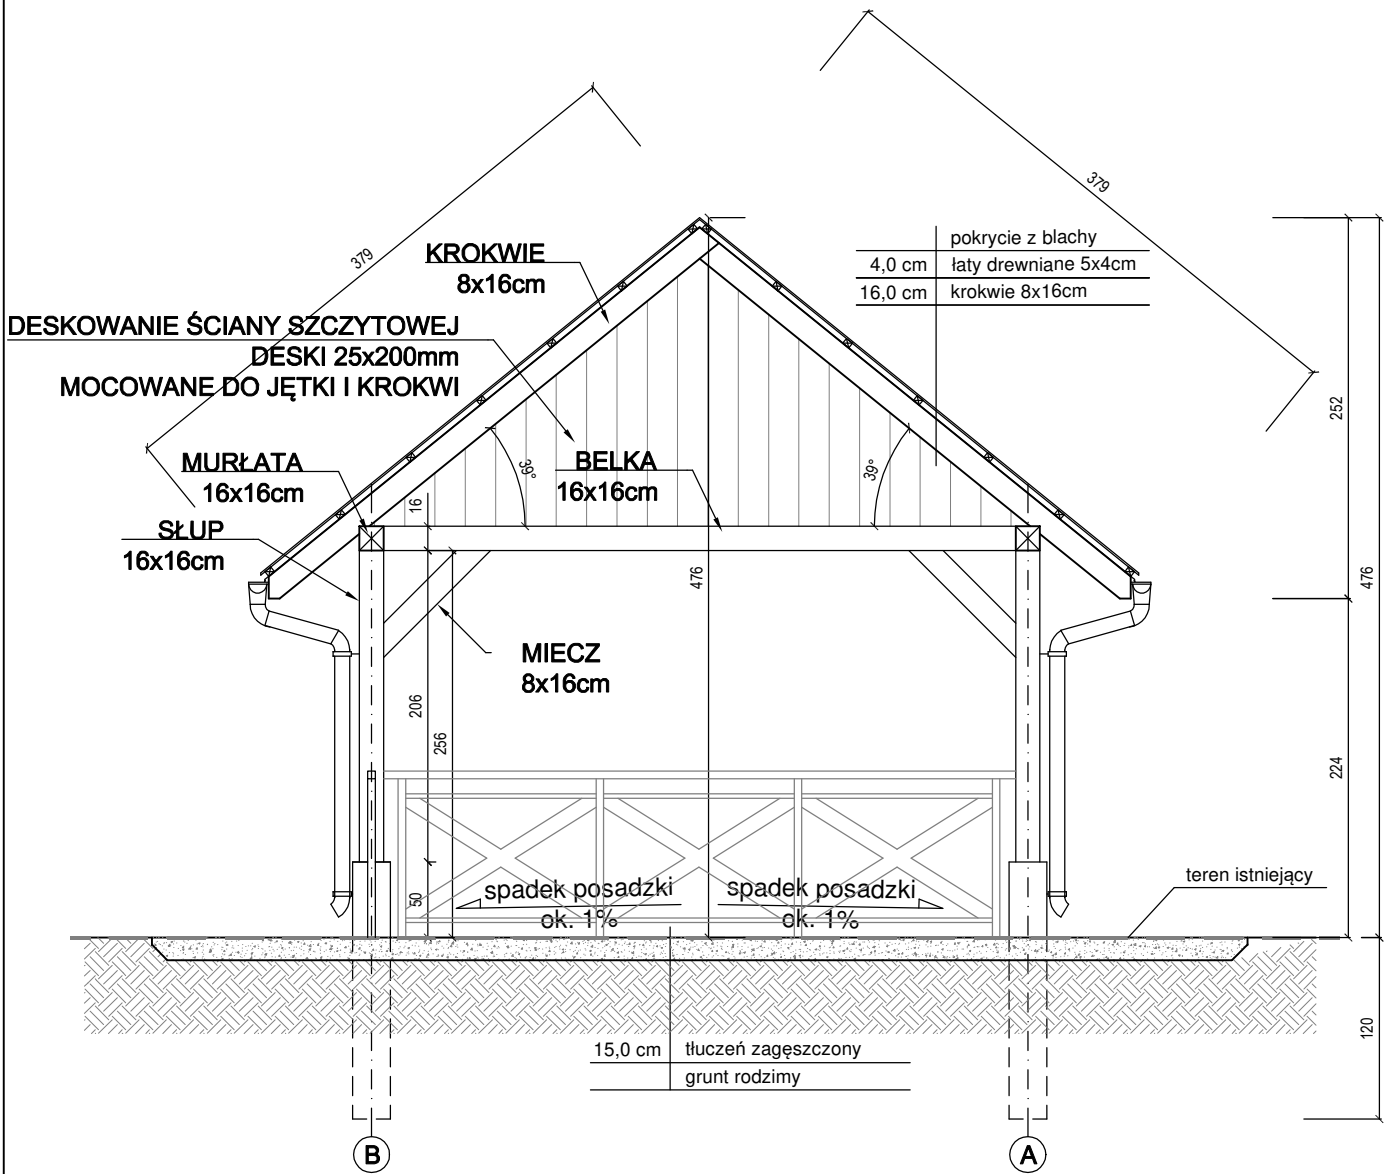 379
379
KROKWIE
8x16cm
pokrycie z blachy
4,0 cm łaty drewniane 5x4cm
16,0 cm krokwie 8x16cm
DESKOWANIE ŚCIANY SZCZYTOWEJ
DESKI 25x200mm
MOCOWANE DO JĘTKI I KROKWI
252
MURŁATA
16x16cm
39°
BELKA
16x16cm
39°
16
SŁUP
16x16cm
476
476
MIECZ
8x16cm
206
256
224
50
spadek posadzki
ok. 1%
spadek posadzki
ok. 1%
teren istniejący
120
15,0 cm tłuczeń zagęszczony
grunt rodzimy
B
A